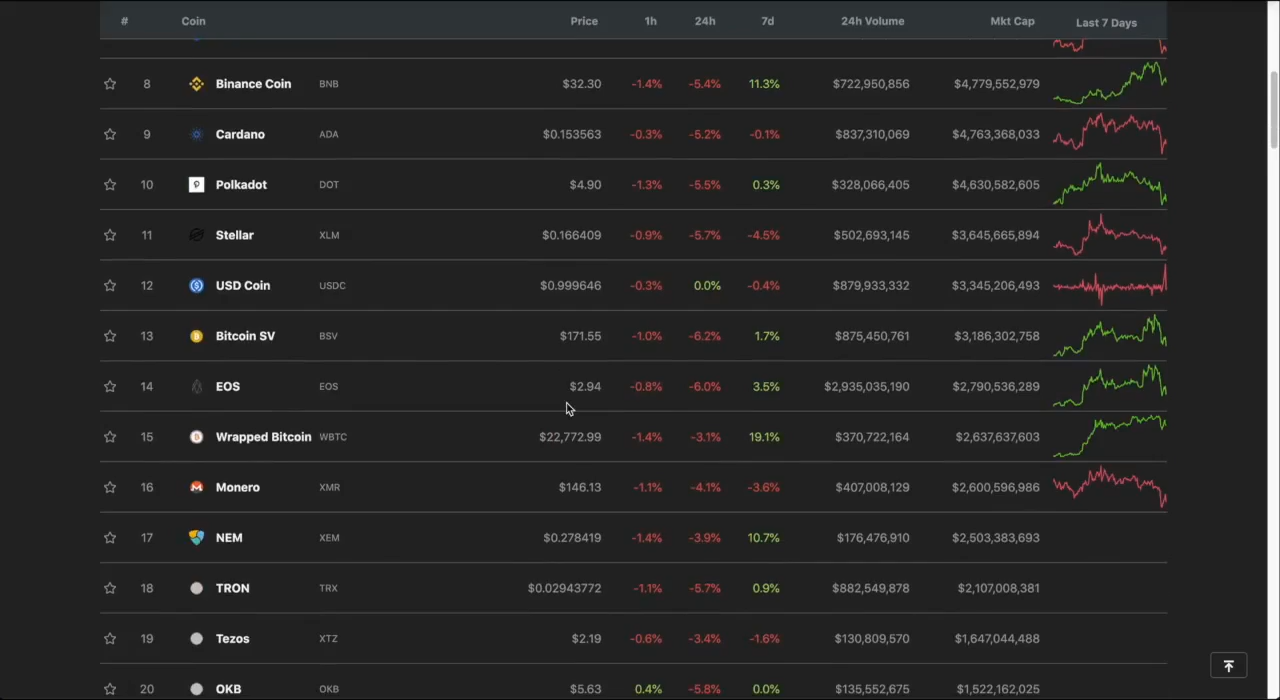 # Coin Price 1h 24h 7d 24h Volume Mkt Cap Last 7 Days
8 Binance Coin BNB $32.30 -1.4% -5.4% 11.3% $722,950,856 $4,779,552,979
9 Cardano ADA $0.153563 -0.3% -5.2% -0.1% $837,310,069 $4,763,368,033
10 Polkadot DOT $4.90 -1.3% -5.5% 0.3% $328,066,405 $4,630,582,605
11 Stellar XLM $0.166409 -0.9% -5.7% -4.5% $502,693,145 $3,645,665,894
12 USD Coin USDC $0.999646 -0.3% 0.0% -0.4% $879,933,332 $3,345,206,493
13 Bitcoin SV BSV $171.55 -1.0% -6.2% 1.7% $875,450,761 $3,186,302,758
14 EOS EOS $2.94 -0.8% -6.0% 3.5% $2,935,035,190 $2,790,536,289
15 Wrapped Bitcoin WBTC $22,772.99 -1.4% -3.1% 19.1% $370,722,164 $2,637,637,603
16 Monero XMR $146.13 -1.1% -4.1% -3.6% $407,008,129 $2,600,596,986
17 NEM XEM $0.278419 -1.4% -3.9% 10.7% $176,476,910 $2,503,383,693
18 TRON TRX $0.02943772 -1.1% -5.7% 0.9% $882,549,878 $2,107,008,381
19 Tezos XTZ $2.19 -0.6% -3.4% -1.6% $130,809,570 $1,647,044,488
20 OKB OKB $5.63 0.4% -5.8% 0.0% $135,552,675 $1,522,162,025